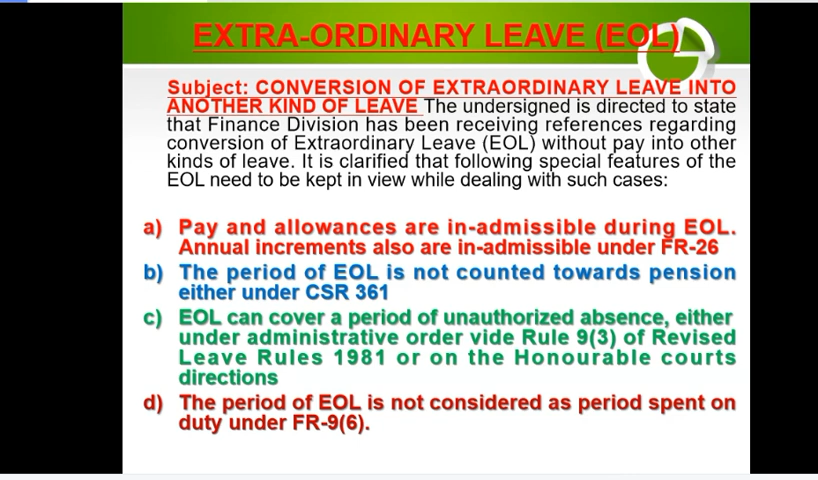 EXTRA-ORDINARY LEAVE (EOL)
Subject: CONVERSION OF EXTRAORDINARY LEAVE INTO
ANOTHER KIND OF LEAVE The undersigned is directed to state
that Finance Division has been receiving references regarding
conversion of Extraordinary Leave (EOL) without pay into other
kinds of leave. It is clarified that following special features of the
EOL need to be kept in view while dealing with such cases:
a) Pay and allowances are in-admissible during EOL.
Annual increments also are in-admissible under FR-26
b) The period of EOL is not counted towards pension
either under CSR 361
c) EOL can cover a period of unauthorized absence, either
under administrative order vide Rule 9(3) of Revised
Leave Rules 1981 or on the Honourable courts
directions
d) The period of EOL is not considered as period spent on
duty under FR-9(6).